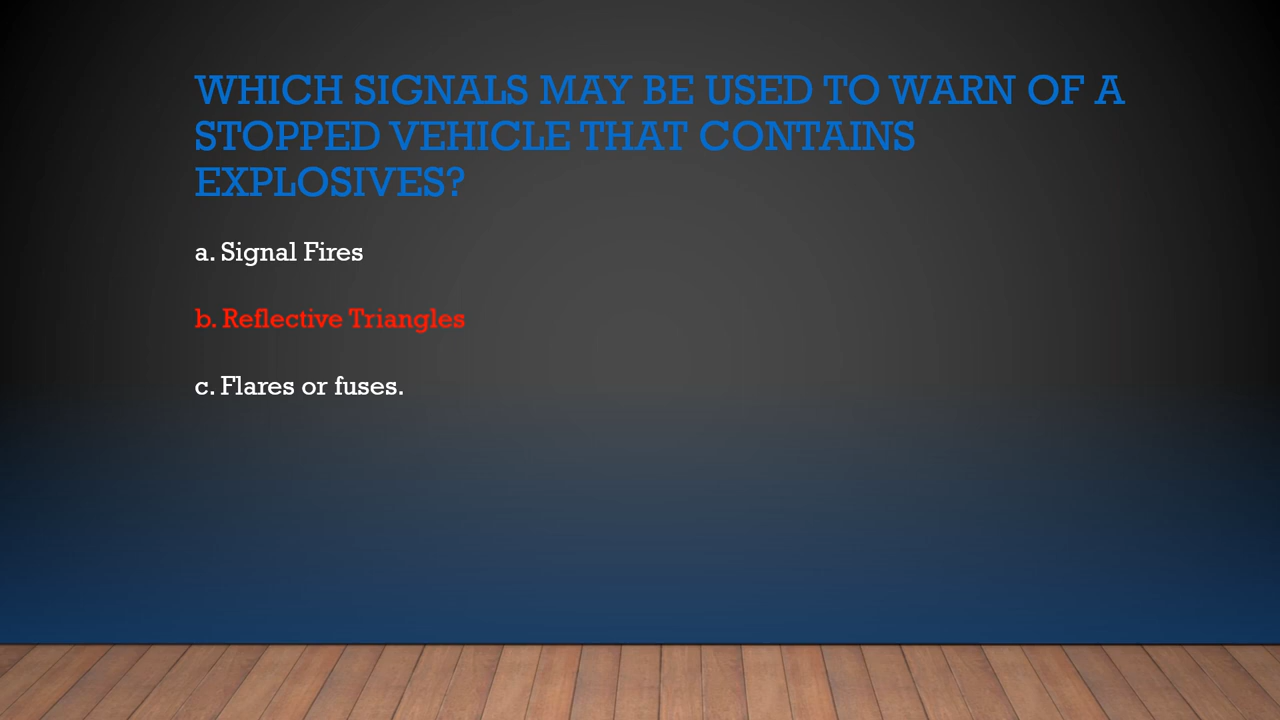 WHICH SIGNALS MAY BE USED TO WARN OF A
STOPPED VEHICLE THAT CONTAINS
EXPLOSIVES?
a. Signal Fires
b. Reflective Triangles
c. Flares or fuses.